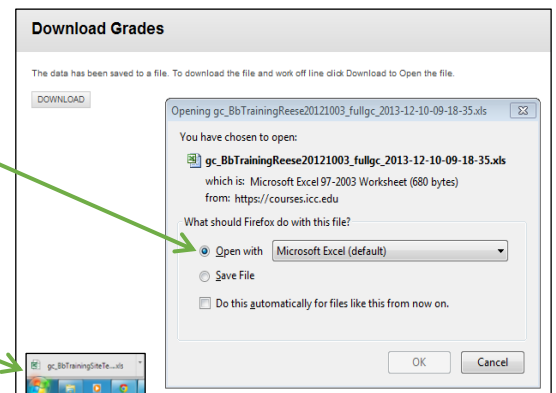 Download Grades
The data has been saved to a file. To download the file and work off line click Download to Open the file.
DOWNLOAD
Opening gc_BbTrainingReese20121003_fullgc_2013-12-10-09-18-35.xls
You have chosen to open:
gc_BbTrainingReese20121003_fullgc_2013-12-10-09-18-35.xls
which is: Microsoft Excel 97-2003 Worksheet (680 bytes)
from: https://courses.icc.edu
What should Firefox do with this file?
Open with Microsoft Excel (default)
Save File
Do this automatically for files like this from now on.
OK Cancel
gc_BbTrainingSiteTe....xls